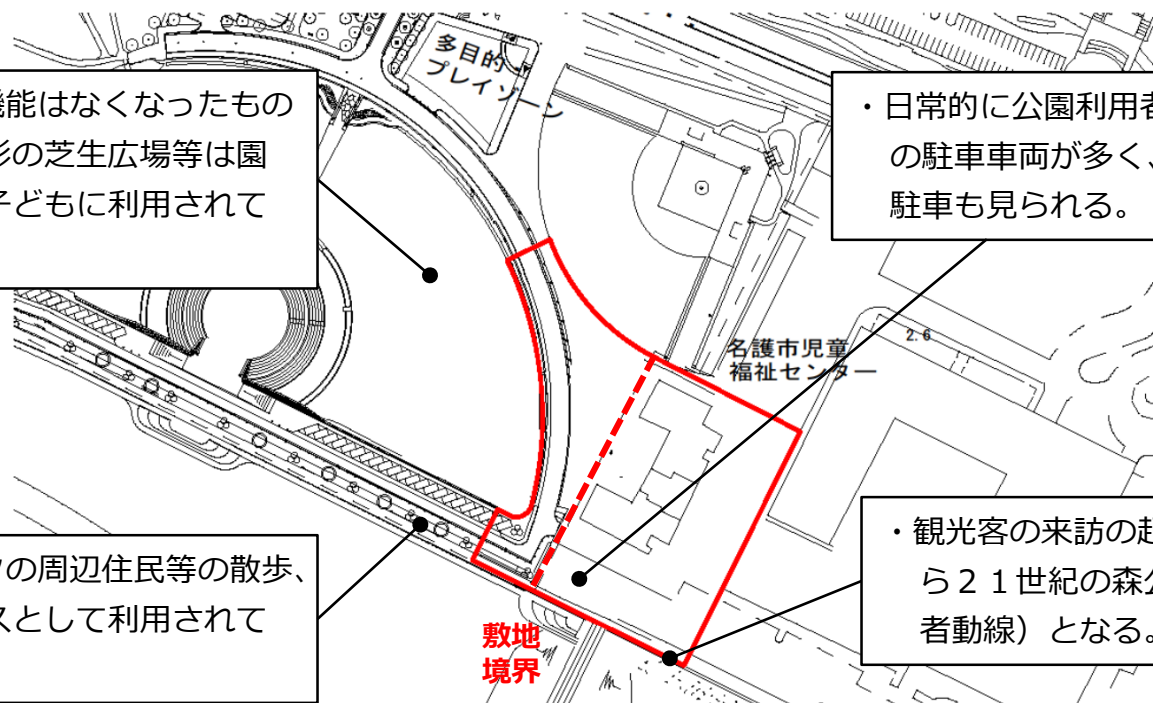 多目的
プレイゾーン
機能はなくなったもの
形の芝生広場等は園
子どもに利用されて
・日常的に公園利用者
の駐車車両が多く、
駐車も見られる。
2.6
名護市児童
福祉センター
の周辺住民等の散歩、
スとして利用されて
敷地
境界
・観光客の来訪の起
ら２１世紀の森公
者動線）となる。